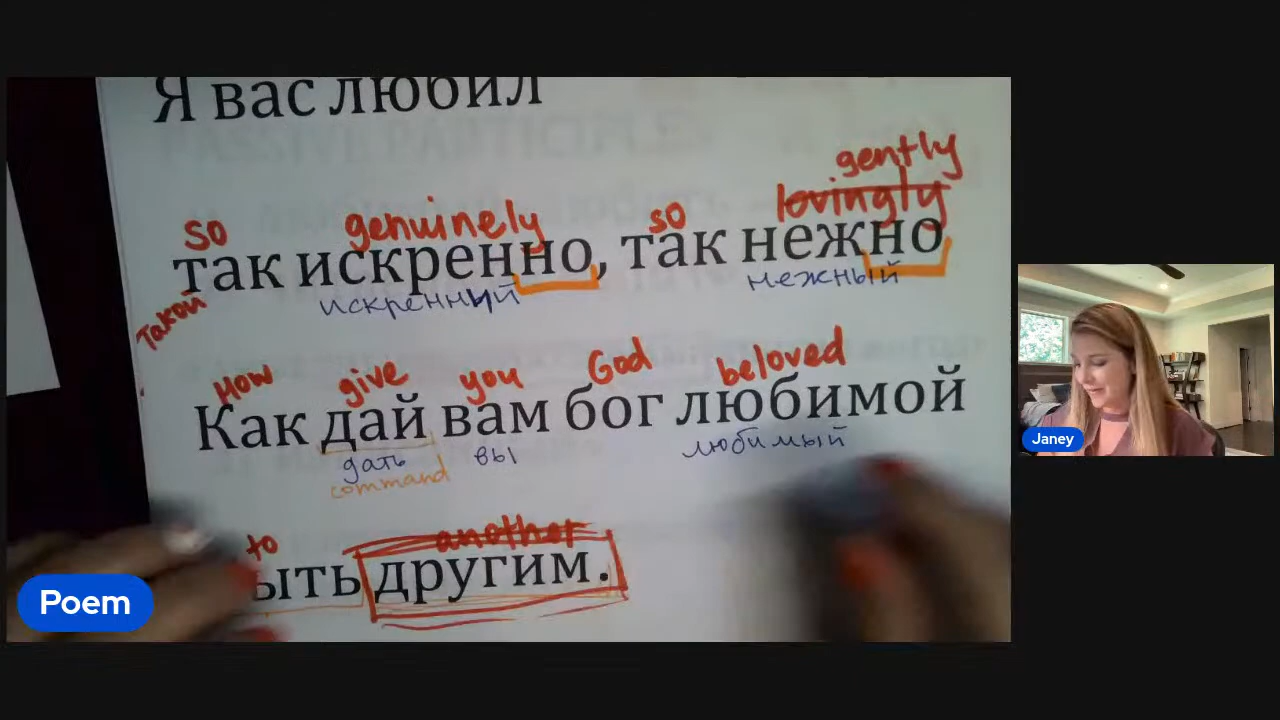 Я вас любил
gently
so genuinely so lovingly
так искренно, так нежно
Такой искренный нежный
How give you God beloved
Как дай вам бог любимой
дать вы любимый
command
to another
ыть другим.
Poem
Janey